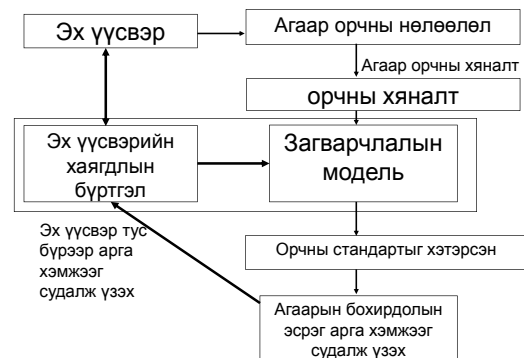 Эх үүсвэр
Агаар орчны нөлөөлөл
Агаар орчны хяналт
орчны хяналт
Эх үүсвэрийн
хаягдлын
бүртгэл
Загварчлалын
модель
Эх үүсвэр тус
бүрээр арга
хэмжээг
судалж үзэх
Орчны стандартыг хэтэрсэн
Агаарын бохирдолын
эсрэг арга хэмжээг
судалж үзэх